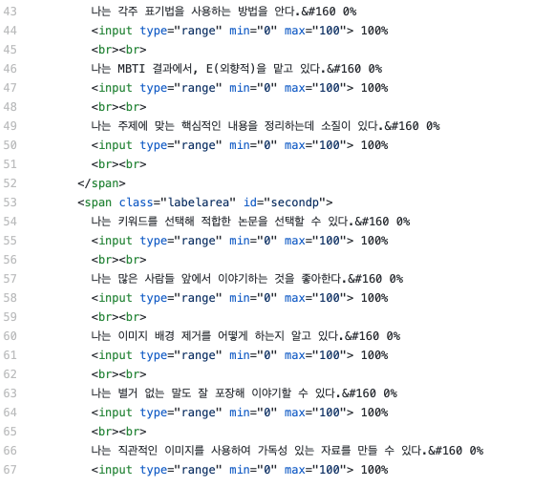 43 나는 각주 표기법을 사용하는 방법을 안다.&#160 0%
44 <input type="range" min="0" max="100"> 100%
45 <br><br>
46 나는 MBTI 결과에서, E(외향적)을 맡고 있다.&#160 0%
47 <input type="range" min="0" max="100"> 100%
48 <br><br>
49 나는 주제에 맞는 핵심적인 내용을 정리하는데 소질이 있다.&#160 0%
50 <input type="range" min="0" max="100"> 100%
51 <br><br>
52 </span>
53 <span class="labelarea" id="secondp">
54 나는 키워드를 선택해 적합한 논문을 선택할 수 있다.&#160 0%
55 <input type="range" min="0" max="100"> 100%
56 <br><br>
57 나는 많은 사람들 앞에서 이야기하는 것을 좋아한다.&#160 0%
58 <input type="range" min="0" max="100"> 100%
59 <br><br>
60 나는 이미지 배경 제거를 어떻게 하는지 알고 있다.&#160 0%
61 <input type="range" min="0" max="100"> 100%
62 <br><br>
63 나는 별거 없는 말도 잘 포장해 이야기할 수 있다.&#160 0%
64 <input type="range" min="0" max="100"> 100%
65 <br><br>
66 나는 직관적인 이미지를 사용하여 가독성 있는 자료를 만들 수 있다.&#160 0%
67 <input type="range" min="0" max="100"> 100%